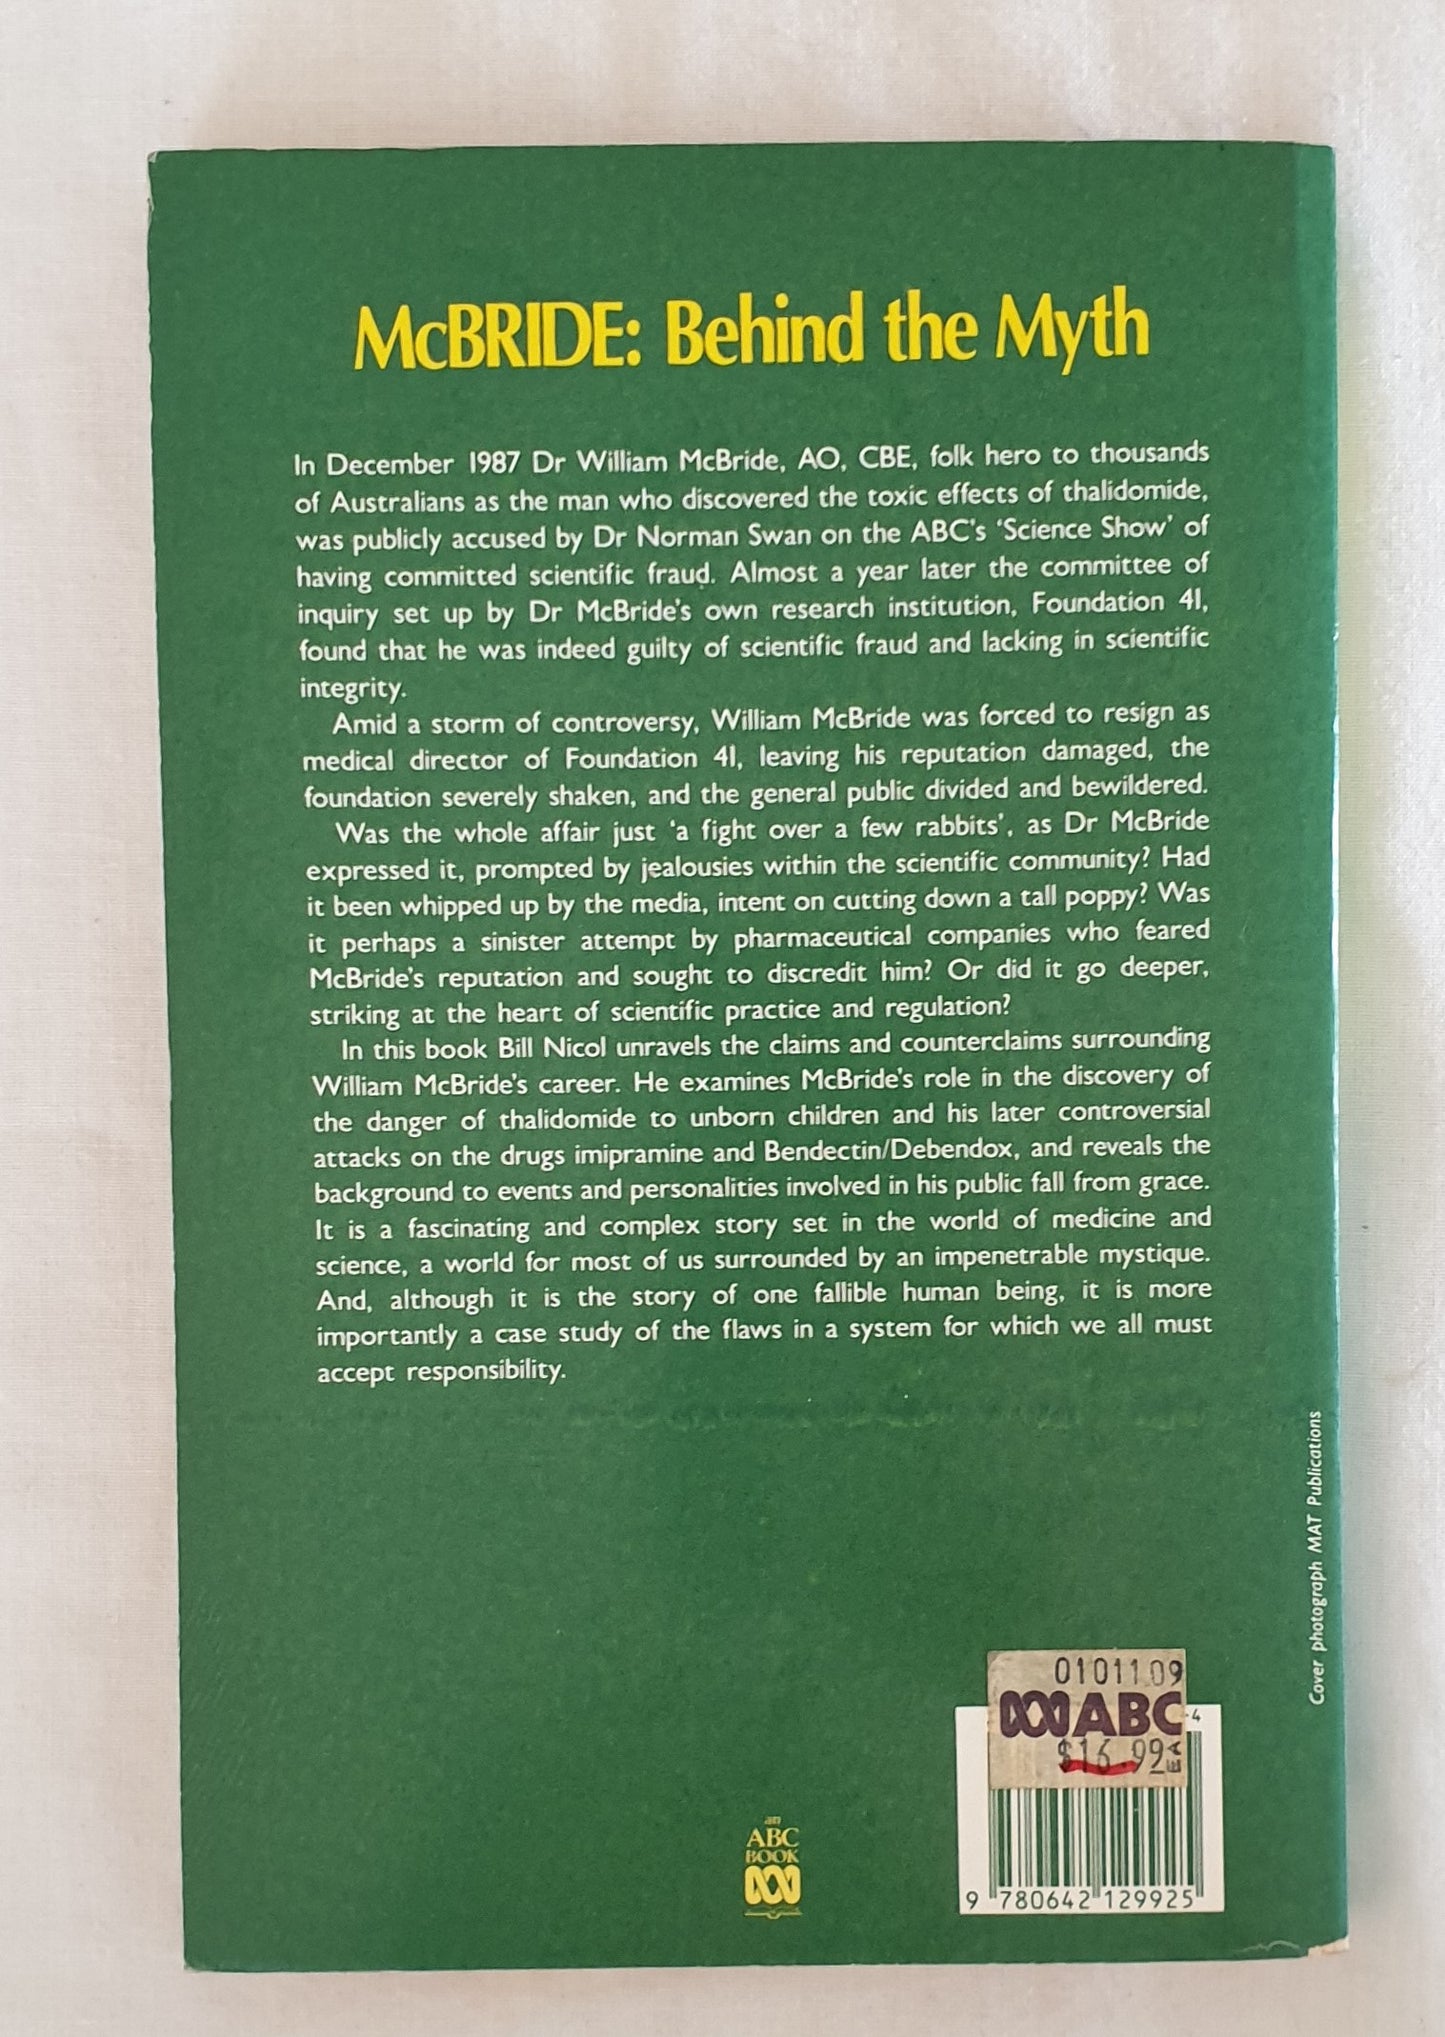 McBRIDE: Behind the Myth
In December 1987 Dr William McBride, AO, CBE, folk hero to thousands
of Australians as the man who discovered the toxic effects of thalidomide,
was publicly accused by Dr Norman Swan on the ABC's ‘Science Show’ of
having committed scientific fraud. Almost a year later the committee of
inquiry set up by Dr McBride's own research institution, Foundation 41,
found that he was indeed guilty of scientific fraud and lacking in scientific
integrity.
Amid a storm of controversy, William McBride was forced to resign as
medical director of Foundation 41, leaving his reputation damaged, the
foundation severely shaken, and the general public divided and bewildered.
Was the whole affair just ‘a fight over a few rabbits’, as Dr McBride
expressed it, prompted by jealousies within the scientific community? Had
it been whipped up by the media, intent on cutting down a tall poppy? Was
it perhaps a sinister attempt by pharmaceutical companies who feared
McBride's reputation and sought to discredit him? Or did it go deeper,
striking at the heart of scientific practice and regulation?
In this book Bill Nicol unravels the claims and counterclaims surrounding
William McBride's career. He examines McBride's role in the discovery of
the danger of thalidomide to unborn children and his later controversial
attacks on the drugs imipramine and Bendectin/Debendox, and reveals the
background to events and personalities involved in his public fall from grace.
It is a fascinating and complex story set in the world of medicine and
science, a world for most of us surrounded by an impenetrable mystique.
And, although it is the story of one fallible human being, it is more
importantly a case study of the flaws in a system for which we all must
accept responsibility.
Cover photograph MAT Publications
01011.09
ABC
-4
$16.99 EA
an
ABC
BOOK
9 780642 129925